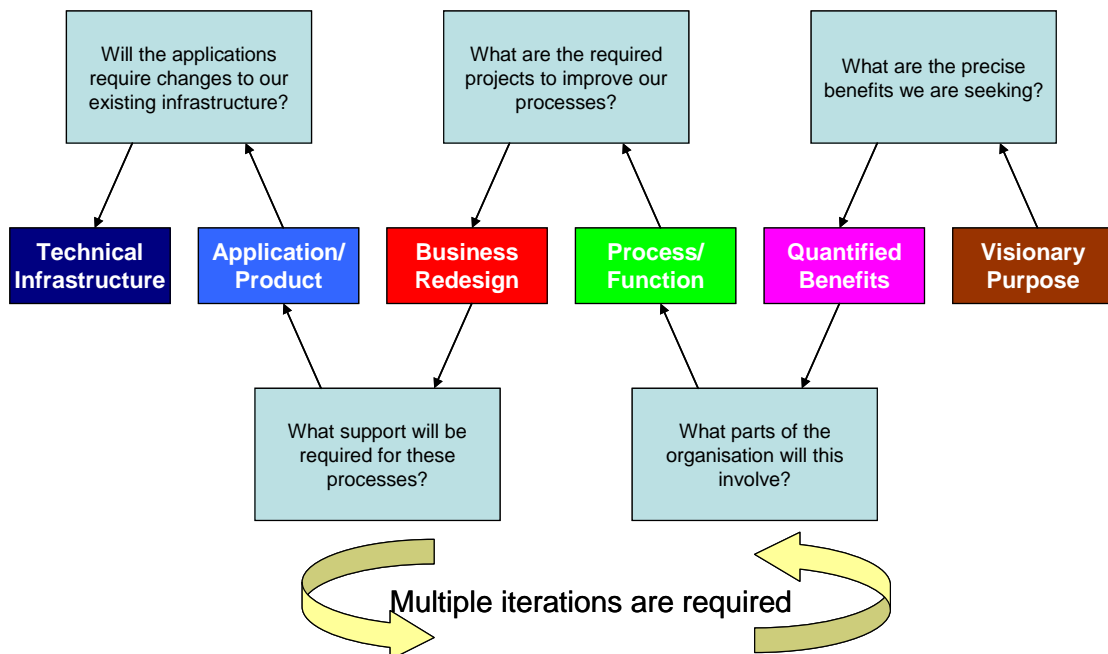 Will the applications
require changes to our
existing infrastructure?
What are the required
projects to improve our
processes?
What are the precise
benefits we are seeking?
Technical
Infrastructure
Application/
Product
Business
Redesign
Process/
Function
Quantified
Benefits
Visionary
Purpose
What support will be
required for these
processes?
What parts of the
organisation will this
involve?
Multiple iterations are required